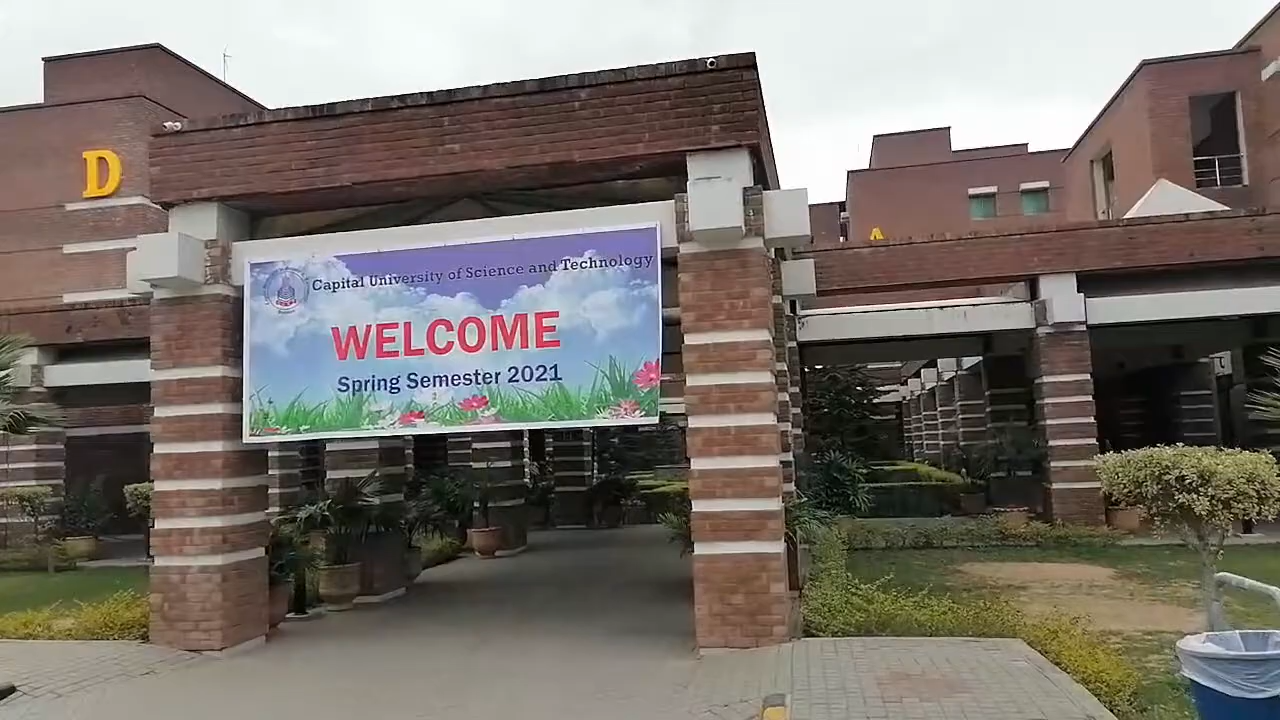 D
A
Capital University of Science and Technology
WELCOME
Spring Semester 2021